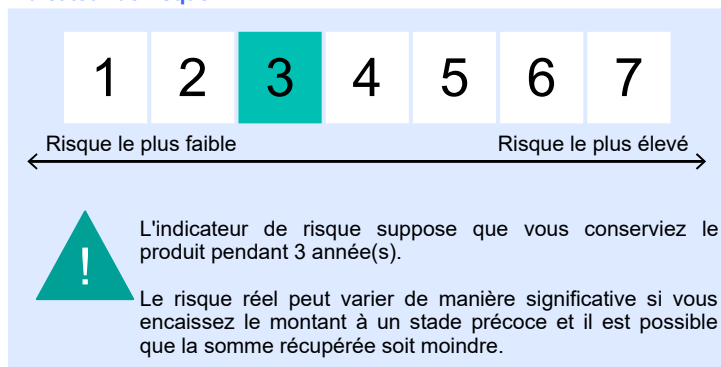 1 2 3 4 5 6 7
Risque le plus faible Risque le plus élevé
!
L'indicateur de risque suppose que vous conserviez le
produit pendant 3 année(s).
Le risque réel peut varier de manière significative si vous
encaissez le montant à un stade précoce et il est possible
que la somme récupérée soit moindre.